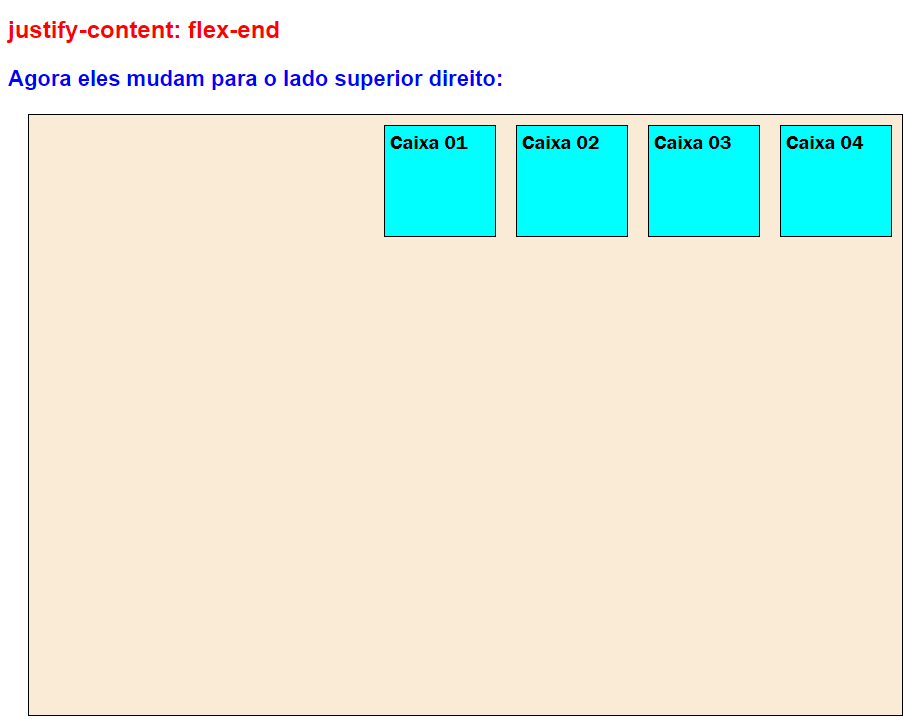 justify-content: flex-end
Agora eles mudam para o lado superior direito:
Caixa 01 Caixa 02 Caixa 03 Caixa 04